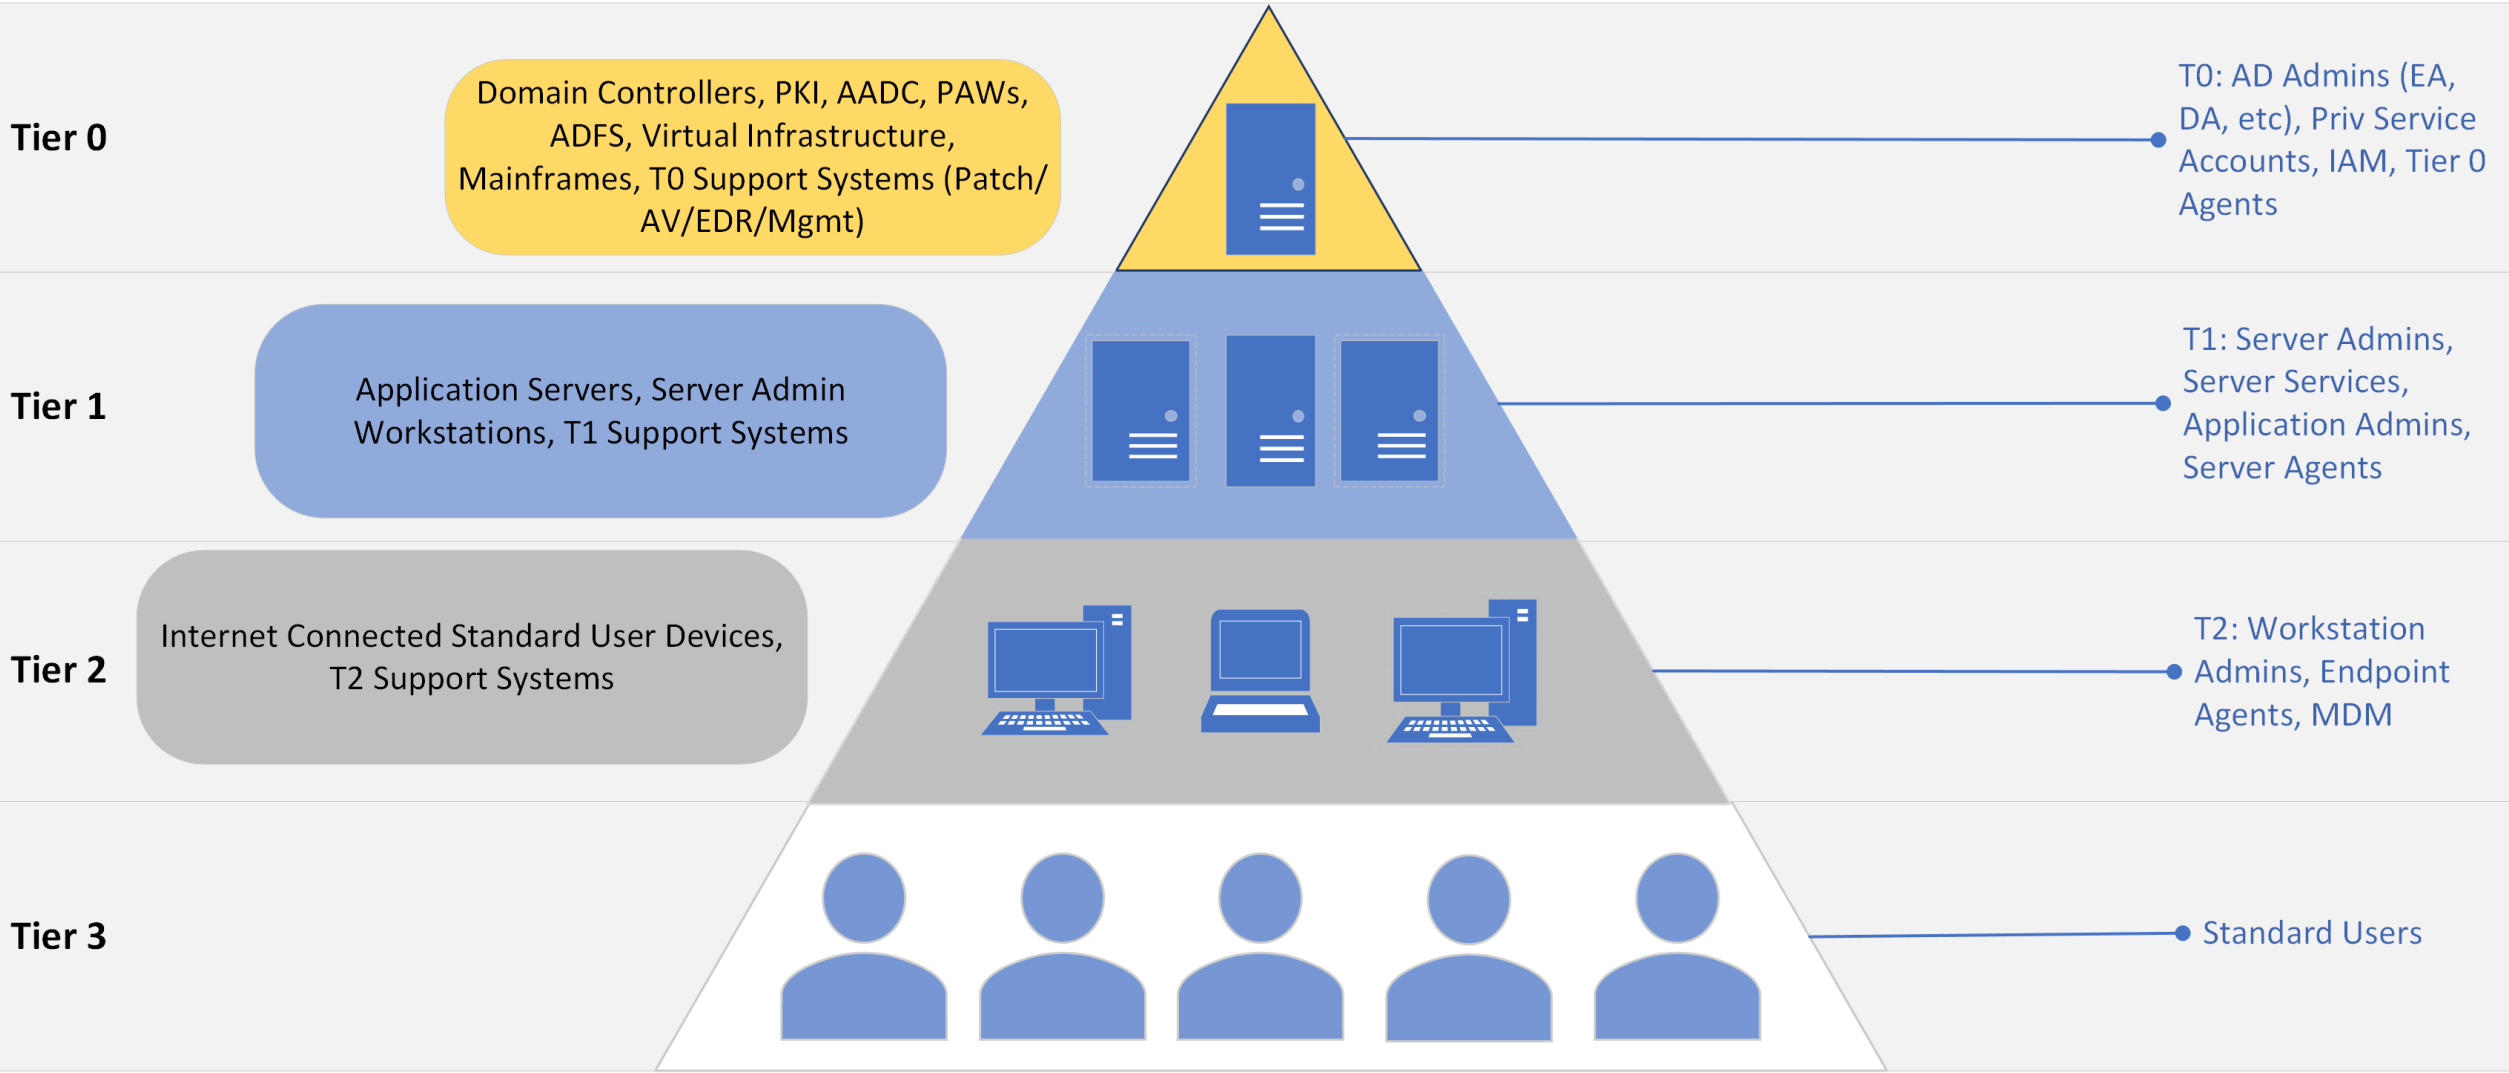 Tier 0
Domain Controllers, PKI, AADC, PAWs,
ADFS, Virtual Infrastructure,
Mainframes, T0 Support Systems (Patch/
AV/EDR/Mgmt)
T0: AD Admins (EA,
DA, etc), Priv Service
Accounts, IAM, Tier 0
Agents
Tier 1
Application Servers, Server Admin
Workstations, T1 Support Systems
T1: Server Admins,
Server Services,
Application Admins,
Server Agents
Tier 2
Internet Connected Standard User Devices,
T2 Support Systems
T2: Workstation
Admins, Endpoint
Agents, MDM
Tier 3
Standard Users